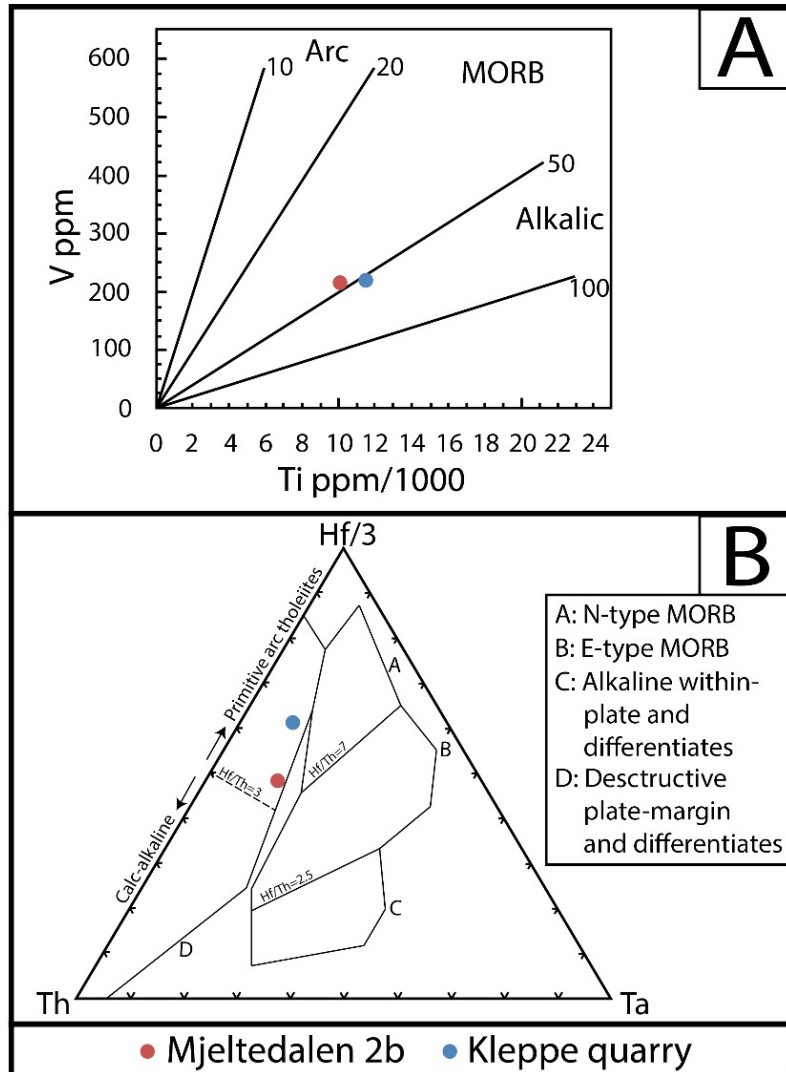 A
Arc
10
20
MORB
50
Alkalic
100
600
500
400
300
200
100
0
V ppm
0 2 4 6 8 10 12 14 16 18 20 22 24
Ti ppm/1000
B
Hf/3
Primitive arc tholeiites
Calc-alkaline
Hf/Th=3
Hf/Th=7
Hf/Th=2.5
A
B
C
D
Th
Ta
A: N-type MORB
B: E-type MORB
C: Alkaline within-
plate and
differentiates
D: Desctructive
plate-margin
and differentiates
Mjeltedalen 2b Kleppe quarry